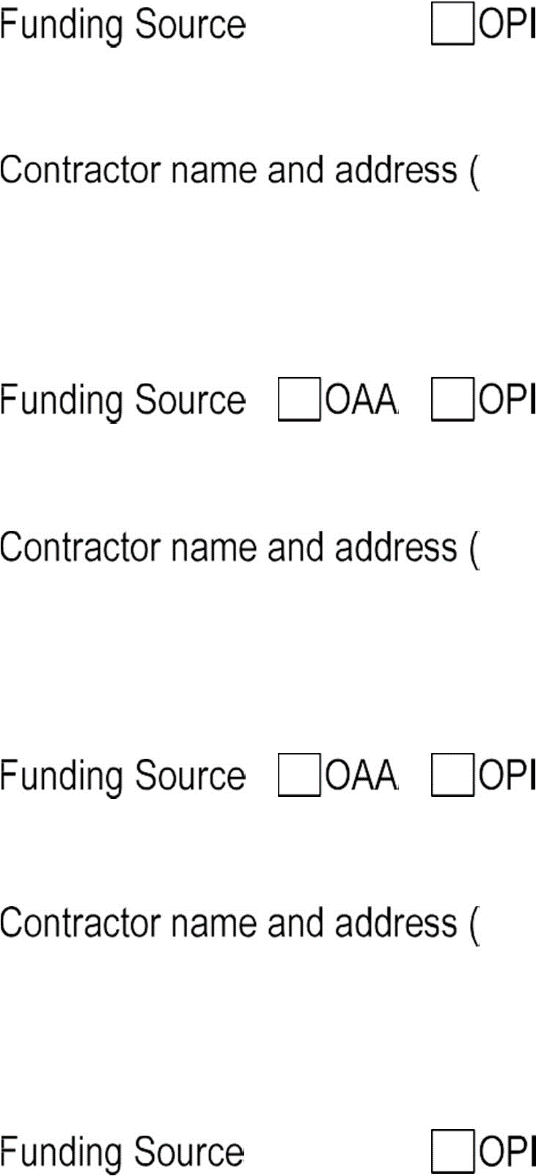 Funding Source ☐ OPI
Contractor name and address (
Funding Source ☐ OAA ☐ OPI
Contractor name and address (
Funding Source ☐ OAA ☐ OPI
Contractor name and address (
Funding Source ☐ OPI